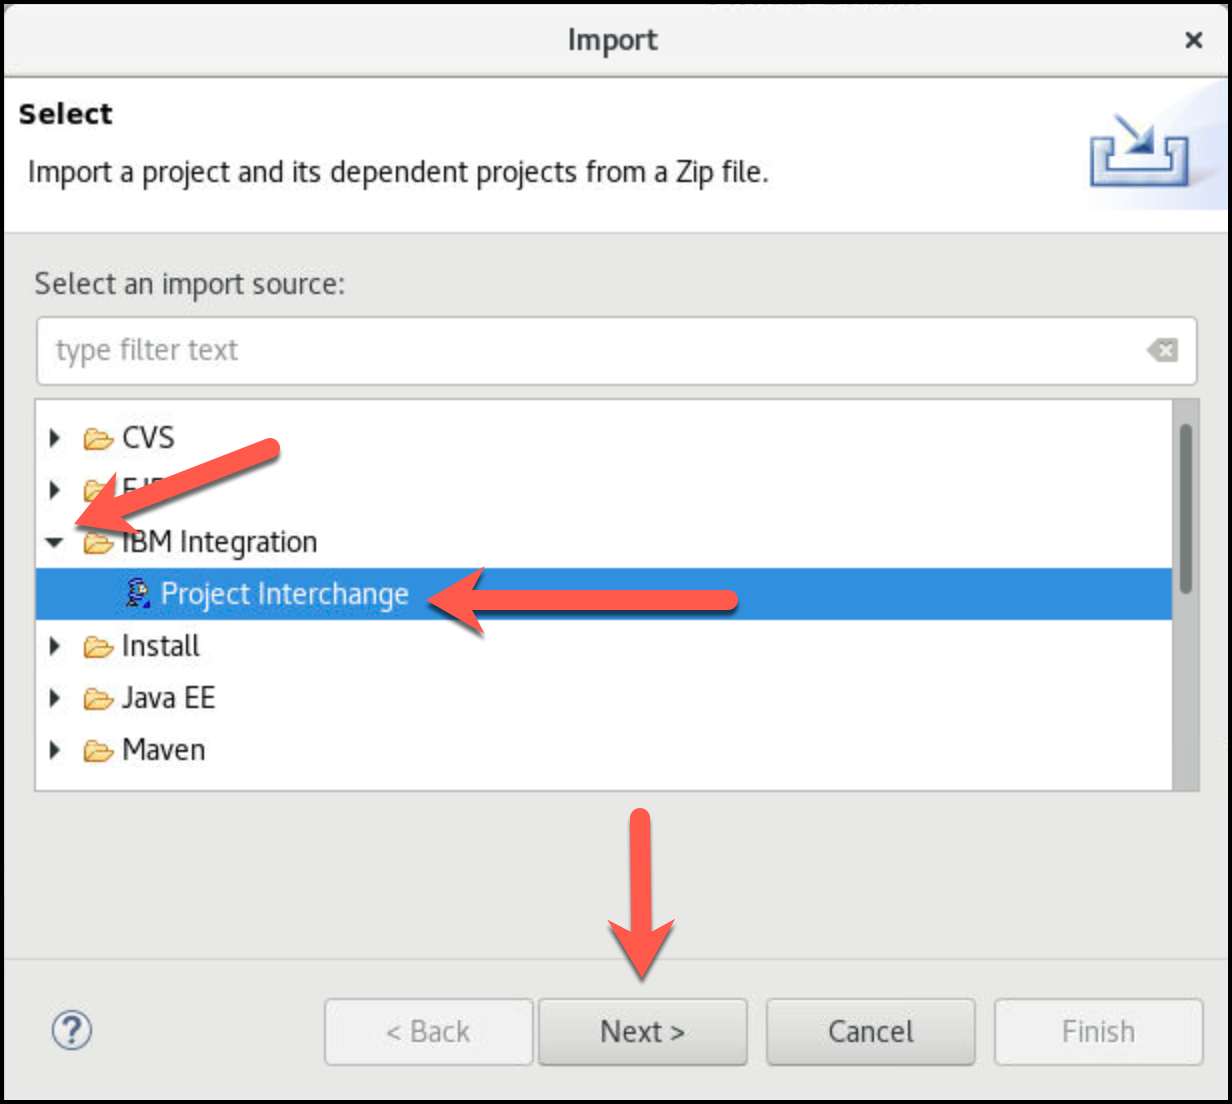 Import
Select
Import a project and its dependent projects from a Zip file.
Select an import source:
type filter text
CVS
IBM Integration
Project Interchange
Install
Java EE
Maven
< Back
Next >
Cancel
Finish